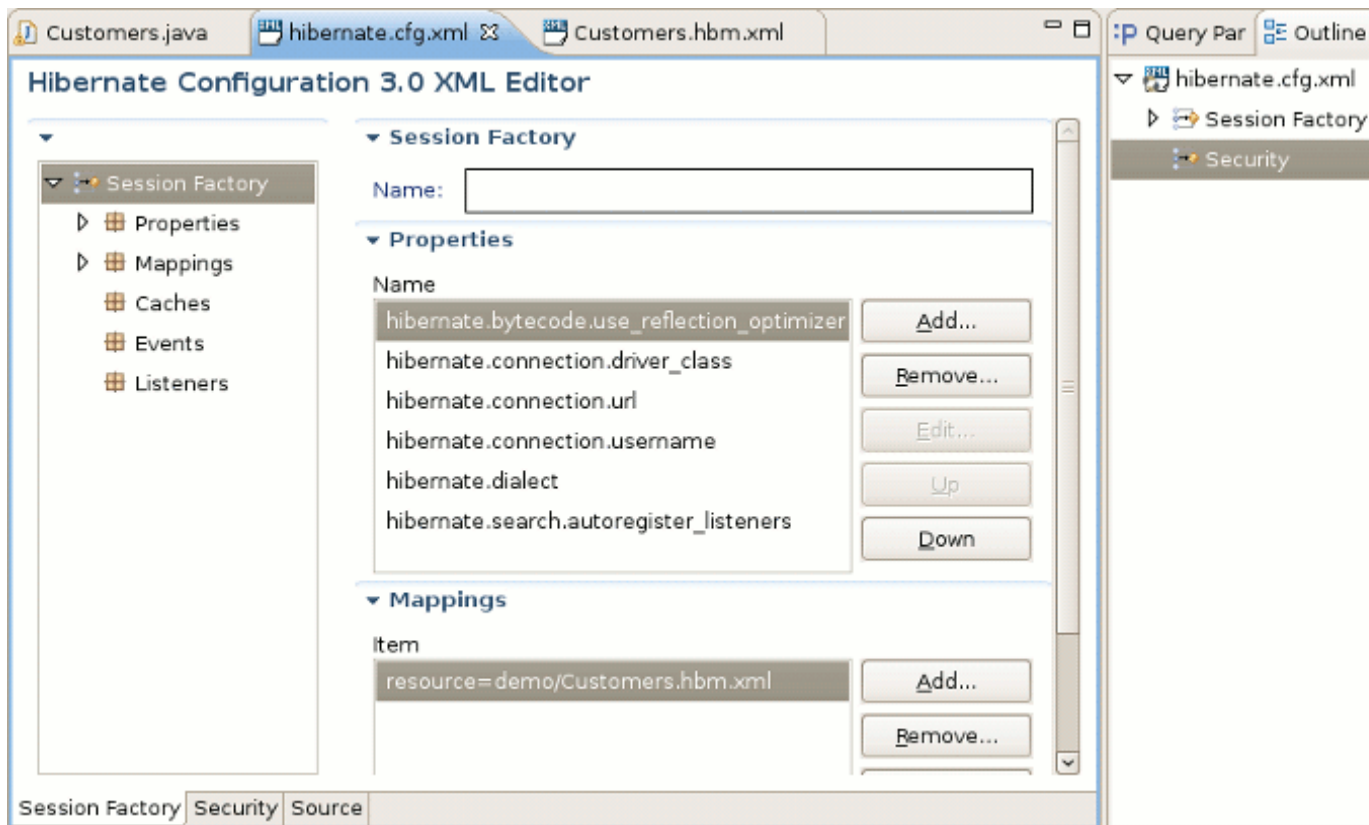 Customers.java
hibernate.cfg.xml
Customers.hbm.xml
Query Par
Outline
Hibernate Configuration 3.0 XML Editor
hibernate.cfg.xml
Session Factory
Security
Session Factory
Properties
Mappings
Caches
Events
Listeners
Session Factory
Name:
Properties
Name
hibernate.bytecode.use_reflection_optimizer
hibernate.connection.driver_class
hibernate.connection.url
hibernate.connection.username
hibernate.dialect
hibernate.search.autoregister_listeners
Add...
Remove...
Edit...
Up
Down
Mappings
Item
resource=demo/Customers.hbm.xml
Add...
Remove...
Session Factory
Security
Source